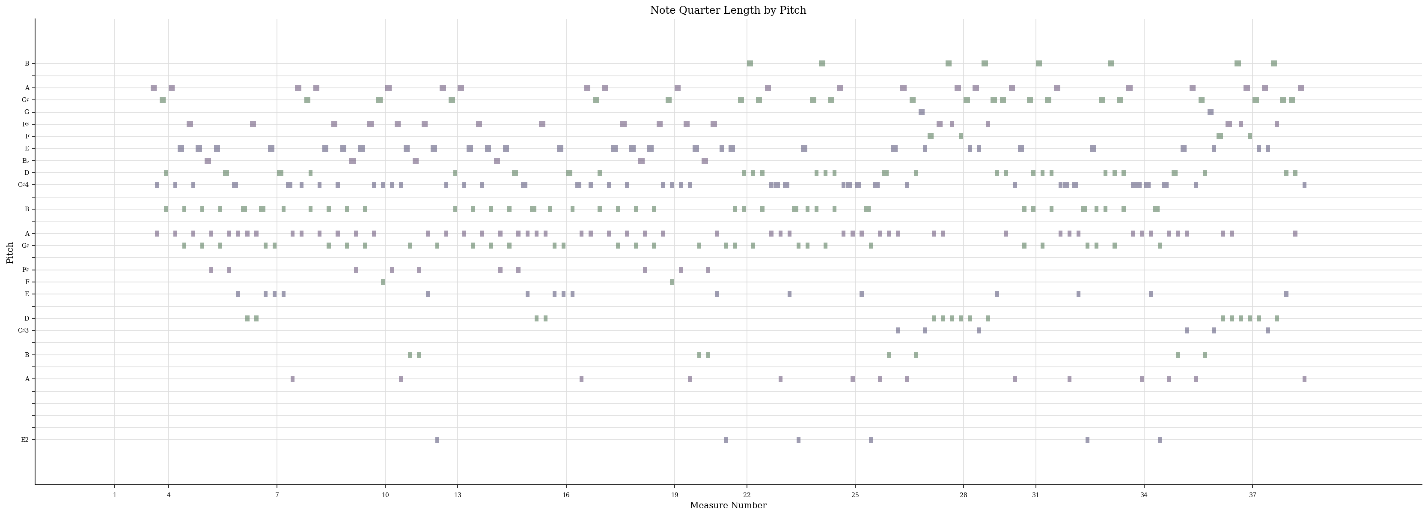 Note Quarter Length by Pitch
B
A
G♯
G
F♯
F
E
D
C♯4
B
A
G♯
F♯
F
E
D
C♯3
B
A
E2
Pitch
1 4 7 10 13 16 19 22 25 28 31 34 37
Measure Number